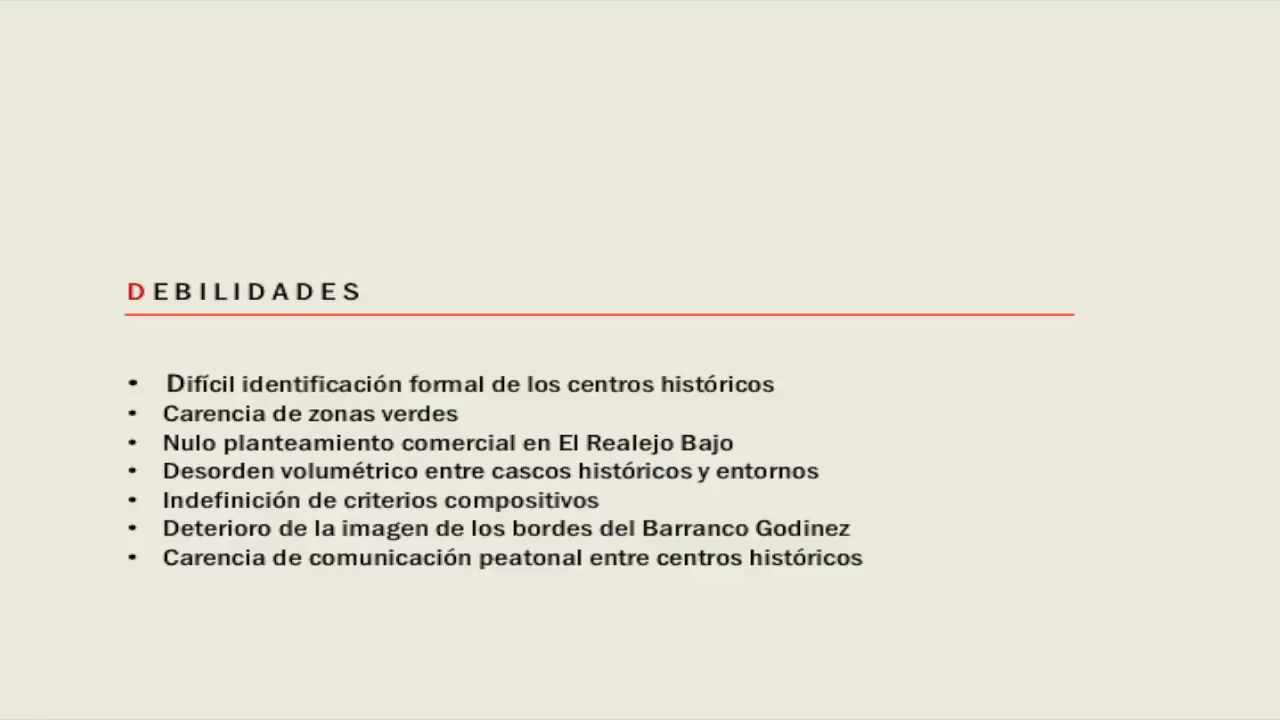 DEBILIDADES
• Difícil identificación formal de los centros históricos
• Carencia de zonas verdes
• Nulo planteamiento comercial en El Realejo Bajo
• Desorden volumétrico entre cascos históricos y entornos
• Indefinición de criterios compositivos
• Deterioro de la imagen de los bordes del Barranco Godinez
• Carencia de comunicación peatonal entre centros históricos